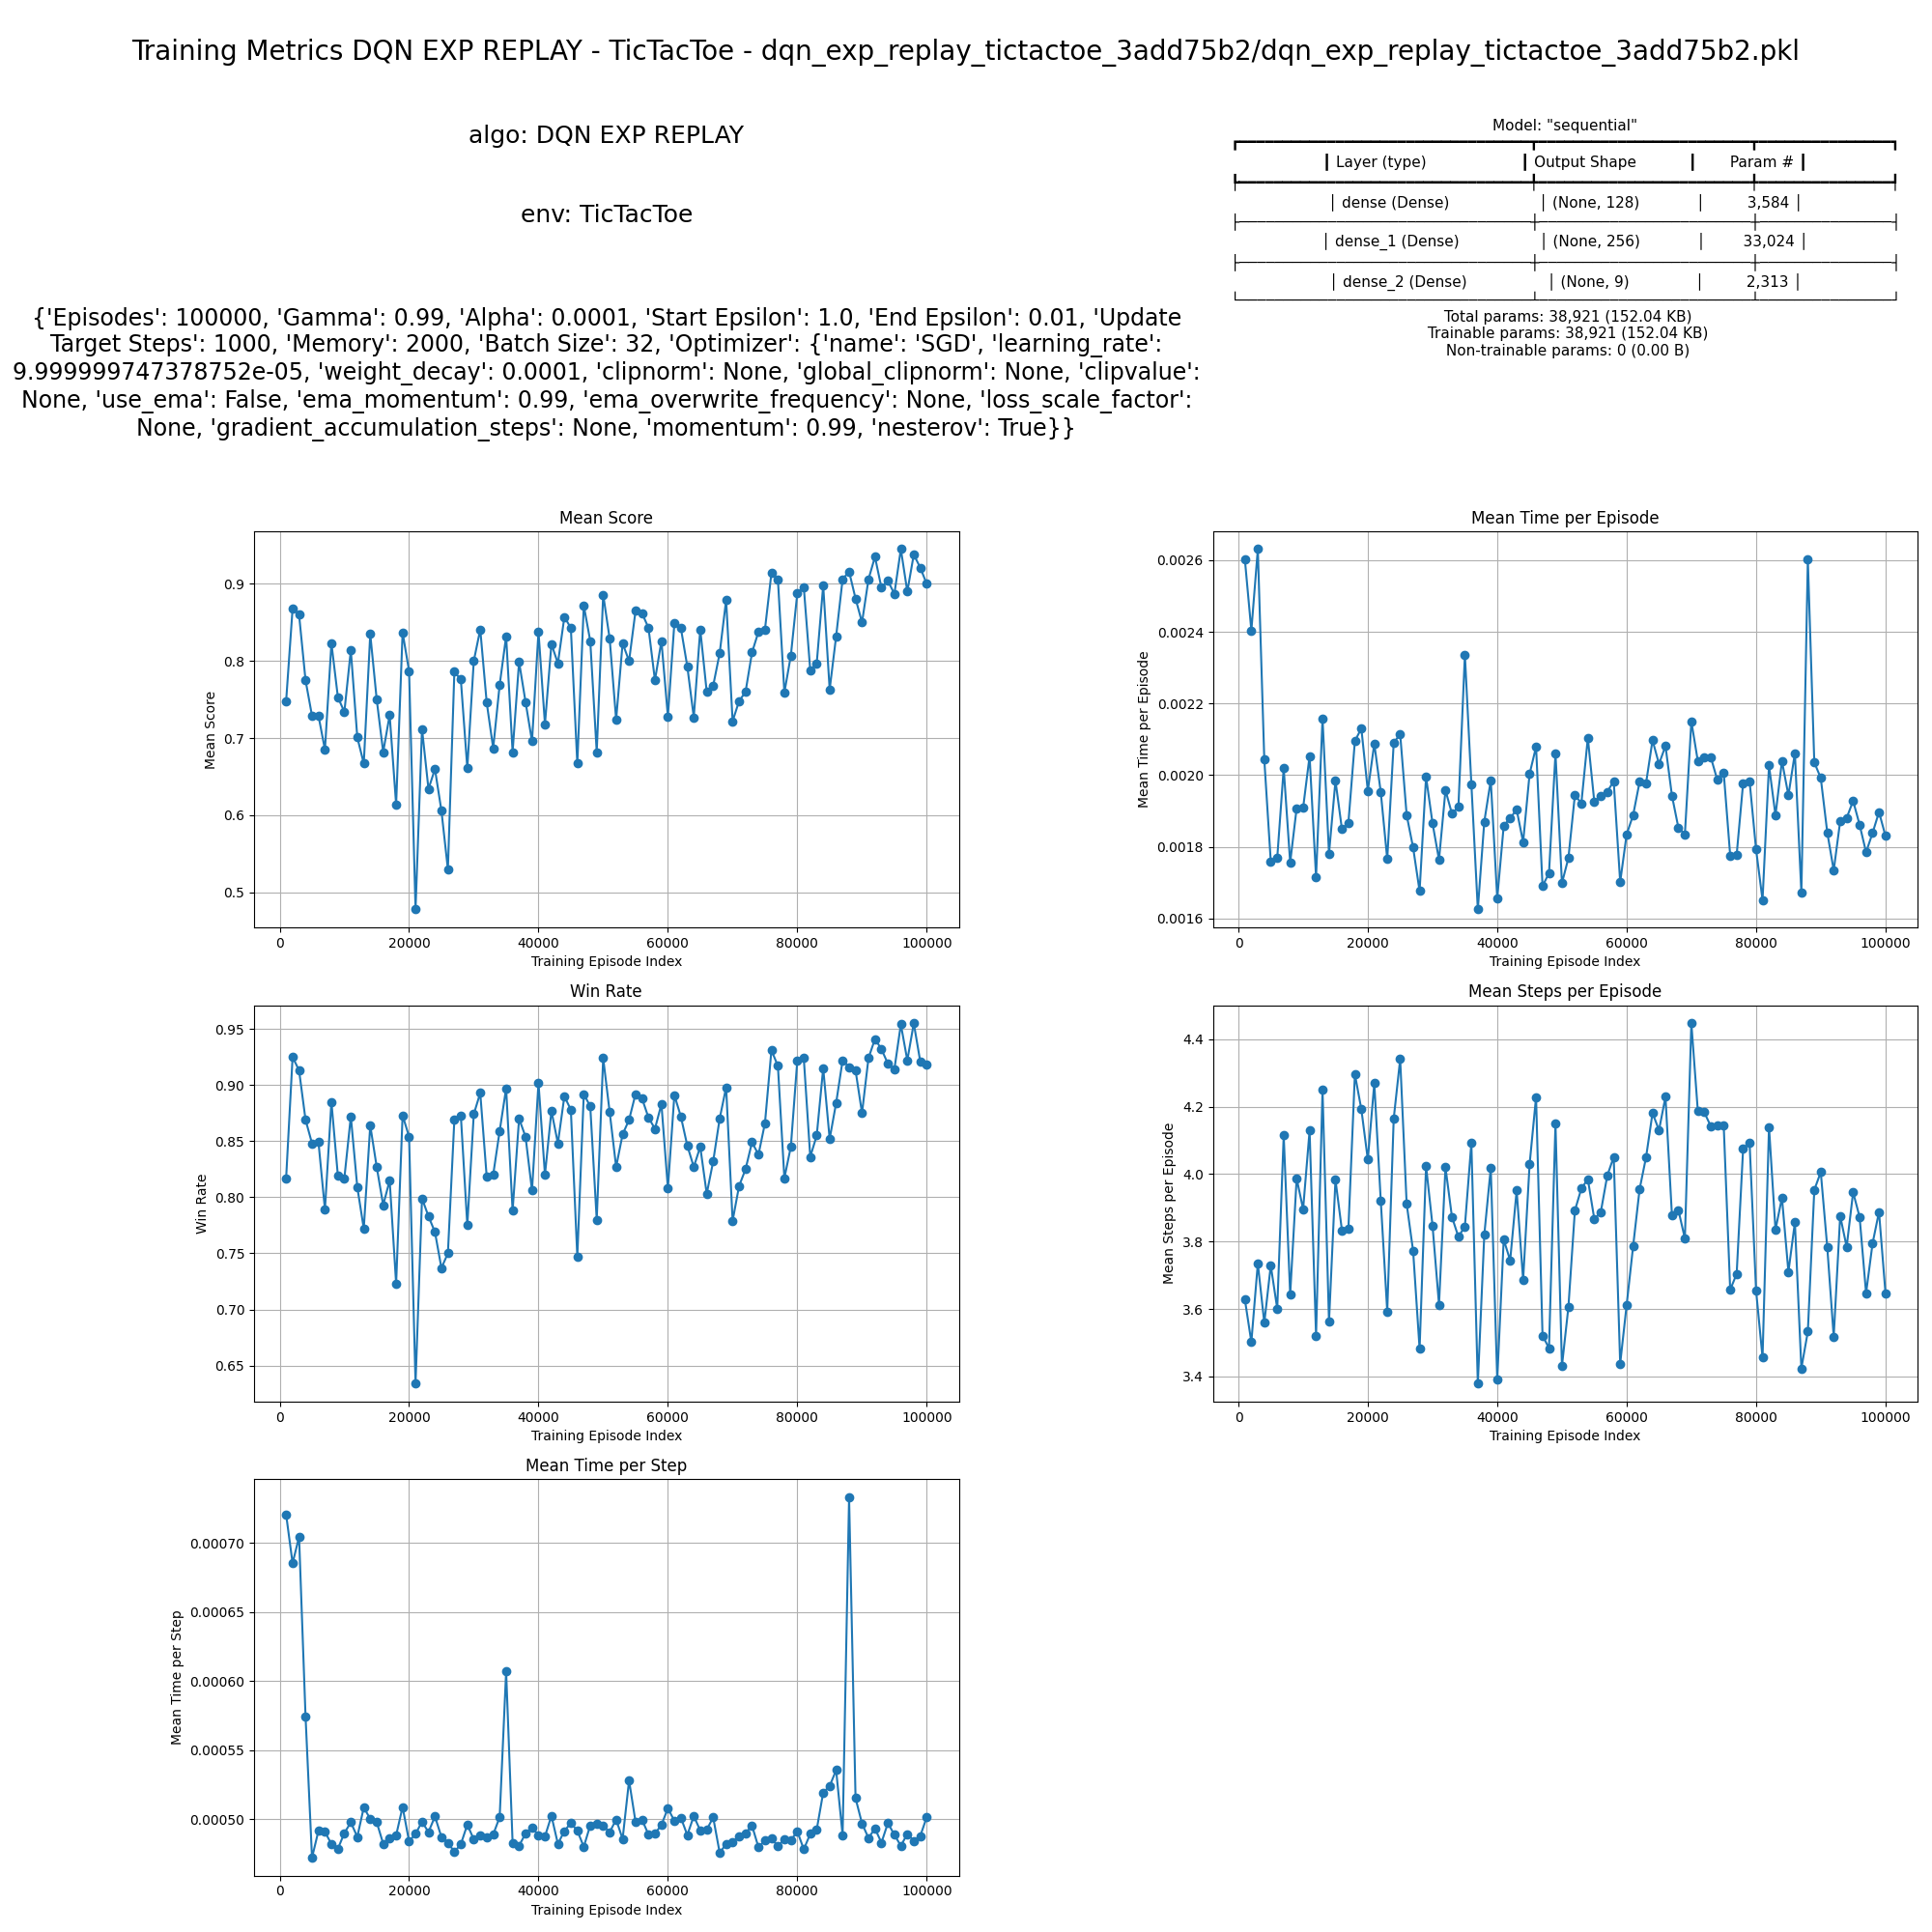 Training Metrics DQN EXP REPLAY - TicTacToe - dqn_exp_replay_tictactoe_3add75b2/dqn_exp_replay_tictactoe_3add75b2.pkl
algo: DQN EXP REPLAY
env: TicTacToe
{'Episodes': 100000, 'Gamma': 0.99, 'Alpha': 0.0001, 'Start Epsilon': 1.0, 'End Epsilon': 0.01, 'Update
Target Steps': 1000, 'Memory': 2000, 'Batch Size': 32, 'Optimizer': {'name': 'SGD', 'learning_rate':
9.999999747378752e-05, 'weight_decay': 0.0001, 'clipnorm': None, 'global_clipnorm': None, 'clipvalue':
None, 'use_ema': False, 'ema_momentum': 0.99, 'ema_overwrite_frequency': None, 'loss_scale_factor':
None, 'gradient_accumulation_steps': None, 'momentum': 0.99, 'nesterov': True}}
Model: "sequential"
Layer (type) Output Shape Param #
dense (Dense) (None, 128) 3,584
dense_1 (Dense) (None, 256) 33,024
dense_2 (Dense) (None, 9) 2,313
Total params: 38,921 (152.04 KB)
Trainable params: 38,921 (152.04 KB)
Non-trainable params: 0 (0.00 B)
Mean Score
Mean Score
0.9
0.8
0.7
0.6
0.5
0 20000 40000 60000 80000 100000
Training Episode Index
Mean Time per Episode
Mean Time per Episode
0.0026
0.0024
0.0022
0.0020
0.0018
0.0016
0 20000 40000 60000 80000 100000
Training Episode Index
Win Rate
Win Rate
0.95
0.90
0.85
0.80
0.75
0.70
0.65
0 20000 40000 60000 80000 100000
Training Episode Index
Mean Steps per Episode
Mean Steps per Episode
4.4
4.2
4.0
3.8
3.6
3.4
0 20000 40000 60000 80000 100000
Training Episode Index
Mean Time per Step
Mean Time per Step
0.00070
0.00065
0.00060
0.00055
0.00050
0 20000 40000 60000 80000 100000
Training Episode Index